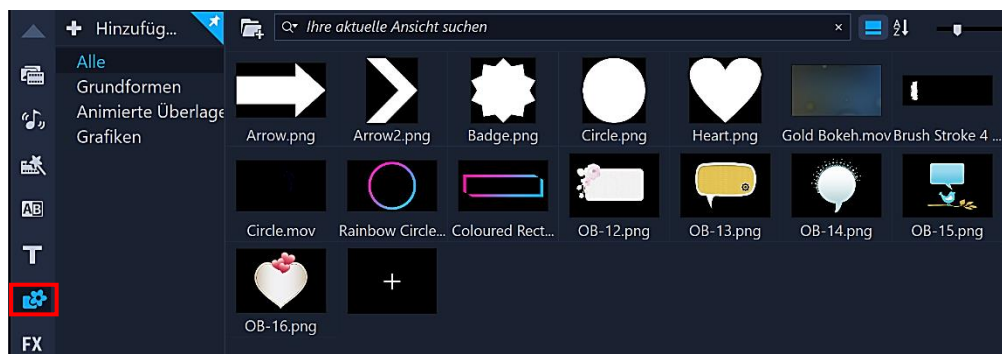 Hinzufüg...
Ihre aktuelle Ansicht suchen
Alle
Grundformen
Animierte Überlage
Grafiken
Arrow.png
Arrow2.png
Badge.png
Circle.png
Heart.png
Gold Bokeh.mov
Brush Stroke 4 ...
Circle.mov
Rainbow Circle...
Coloured Rect...
OB-12.png
OB-13.png
OB-14.png
OB-15.png
OB-16.png
AB
T
FX